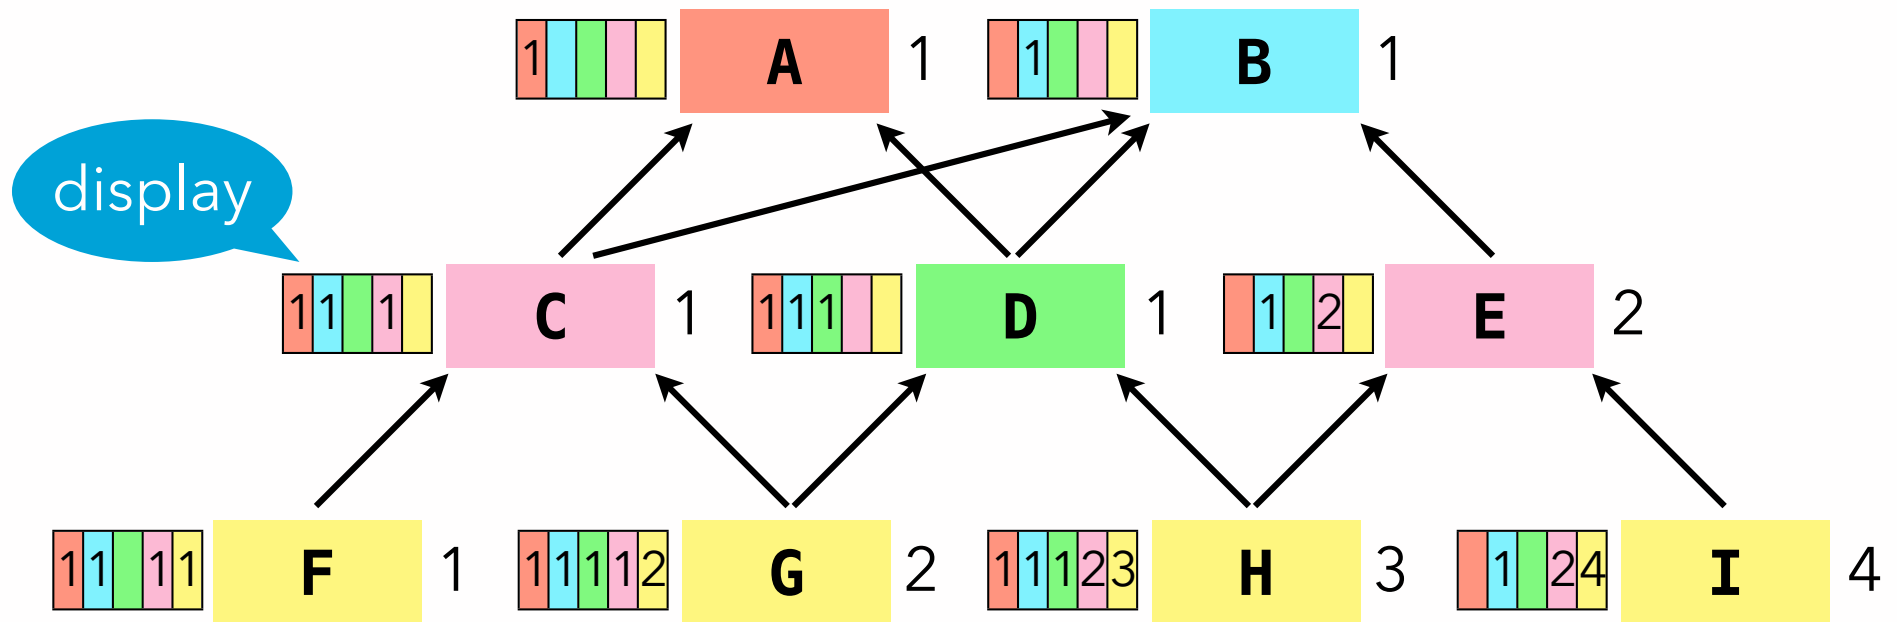 1 A 1
1 B 1
display
1 1 1 C 1
1 1 1 D 1
1 2 E 2
1 1 1 1 F 1
1 1 1 1 2 G 2
1 1 1 2 3 H 3
1 2 4 I 4